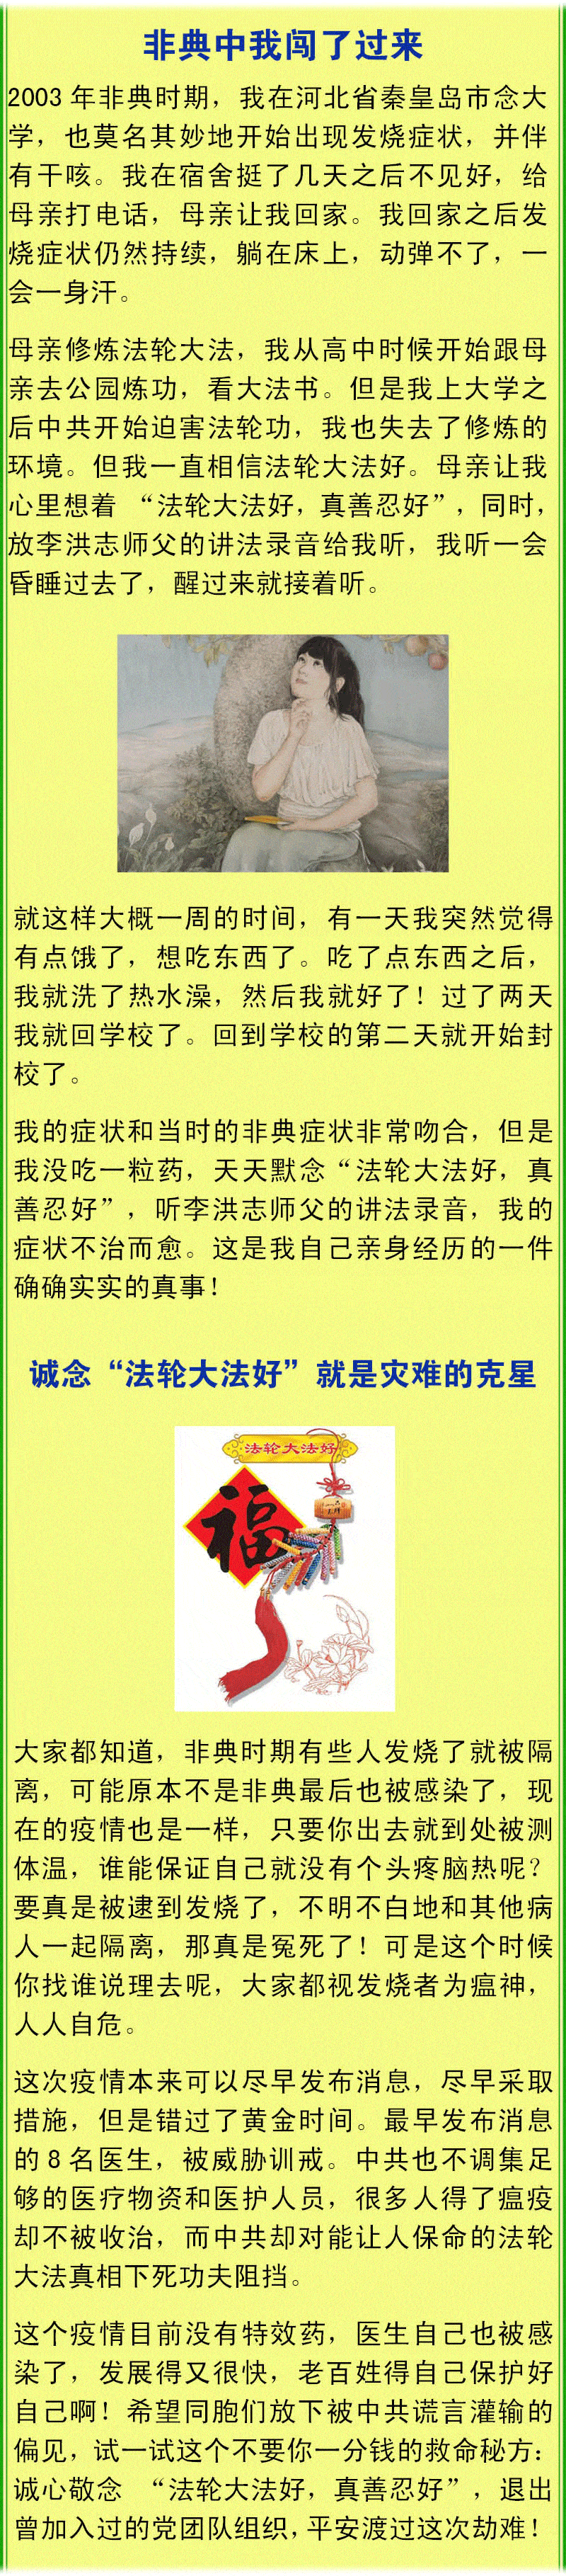 非典中我闯了过来
2003 年非典时期，我在河北省秦皇岛市念大
学，也莫名其妙地开始出现发烧症状，并伴
有干咳。我在宿舍挺了几天之后不见好，给
母亲打电话，母亲让我回家。我回家之后发
烧症状仍然持续，躺在床上，动弹不了，一
会一身汗。
母亲修炼法轮大法，我从高中时候开始跟母
亲去公园炼功，看大法书。但是我上大学之
后中共开始迫害法轮功，我也失去了修炼的
环境。但我一直相信法轮大法好。母亲让我
心里想着 “法轮大法好，真善忍好”，同时，
放李洪志师父的讲法录音给我听，我听一会
昏睡过去了，醒过来就接着听。
就这样大概一周的时间，有一天我突然觉得
有点饿了，想吃东西了。吃了点东西之后，
我就洗了热水澡，然后我就好了！过了两天
我就回学校了。回到学校的第二天就开始封
校了。
我的症状和当时的非典症状非常吻合，但是
我没吃一粒药，天天默念“法轮大法好，真
善忍好”，听李洪志师父的讲法录音，我的
症状不治而愈。这是我自己亲身经历的一件
确确实实的真事！
诚念“法轮大法好”就是灾难的克星
法轮大法好
福
大家都知道，非典时期有些人发烧了就被隔
离，可能原本不是非典最后也被感染了，现
在的疫情也是一样，只要你出去就到处被测
体温，谁能保证自己就没有个头疼脑热呢？
要真是被逮到发烧了，不明不白地和其他病
人一起隔离，那真是冤死了！可是这个时候
你找谁说理去呢，大家都视发烧者为瘟神，
人人自危。
这次疫情本来可以尽早发布消息，尽早采取
措施，但是错过了黄金时间。最早发布消息
的 8 名医生，被威胁训戒。中共也不调集足
够的医疗物资和医护人员，很多人得了瘟疫
却不被收治，而中共却对能让人保命的法轮
大法真相下死功夫阻挡。
这个疫情目前没有特效药，医生自己也被感
染了，发展得又很快，老百姓得自己保护好
自己啊！希望同胞们放下被中共谎言灌输的
偏见，试一试这个不要你一分钱的救命秘方：
诚心敬念 “法轮大法好，真善忍好”，退出
曾加入过的党团队组织，平安渡过这次劫难！